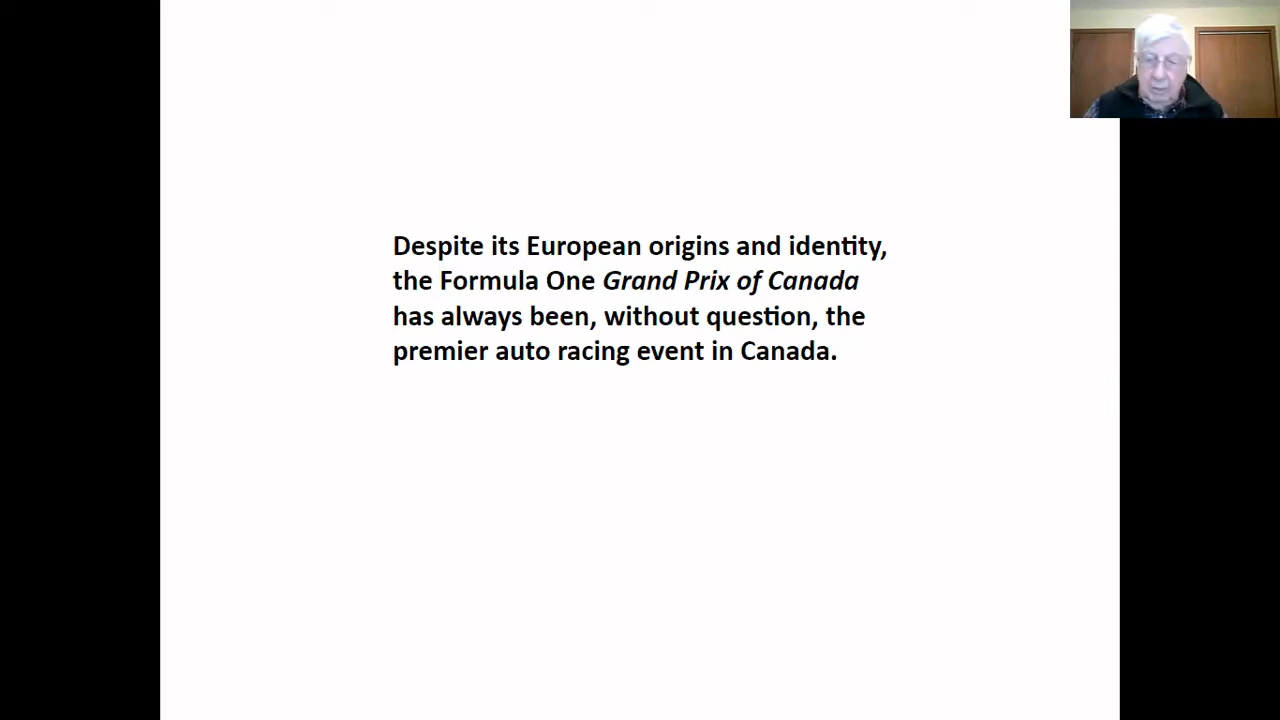 Despite its European origins and identity,
the Formula One Grand Prix of Canada
has always been, without question, the
premier auto racing event in Canada.